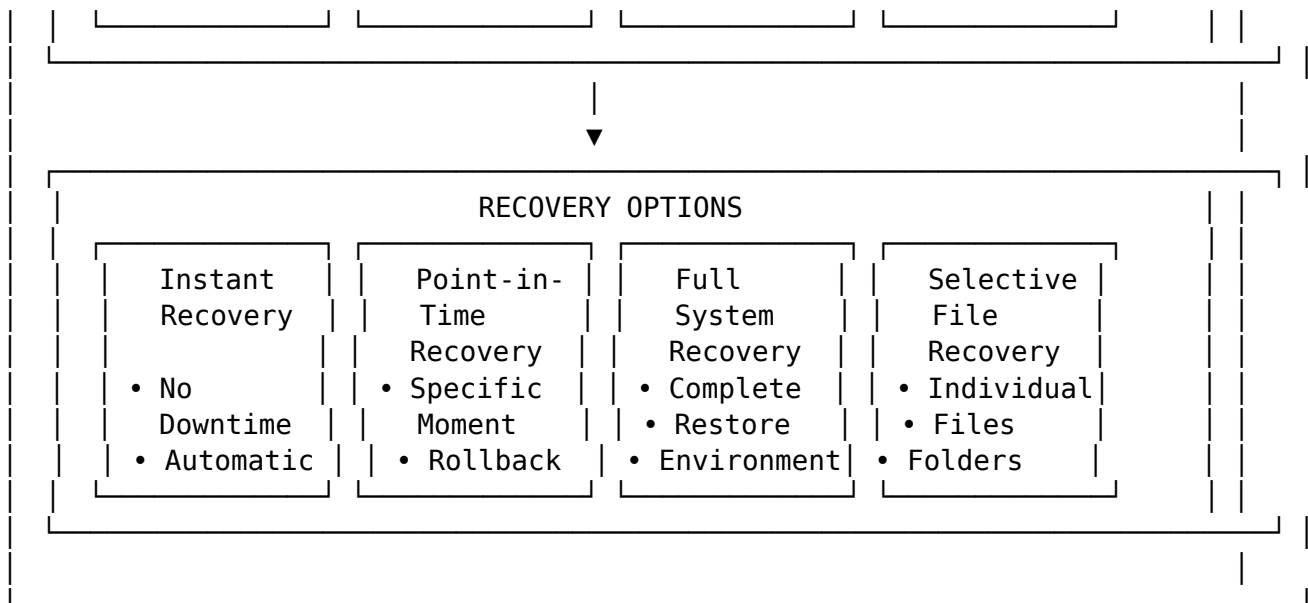 RECOVERY OPTIONS
Instant Point-in- Full Selective
Recovery Time System File
Recovery Recovery Recovery
• No • Specific • Complete • Individual
Downtime Moment • Restore • Files
• Automatic • Rollback • Environment • Folders